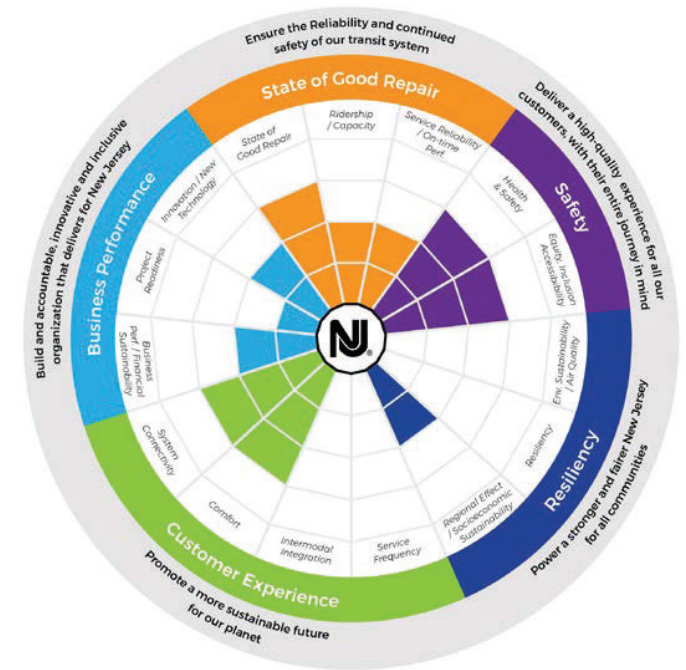 Ensure the Reliability and continued
safety of our transit system
State of Good Repair
State of
Good Repair
Ridership
/ Capacity
Service Reliability
/ On-time
Perf.
Deliver a high-quality experience for all our
customers, with their entire journey in mind
Safety
Health
& Safety
Equity, Inclusion
Accessibility
Power a stronger and fairer New Jersey
for all communities
Resiliency
Env. Sustainability
/ Air Quality
Resiliency
Regional Effect
/ Socioeconomic
Sustainability
Promote a more sustainable future
for our planet
Customer Experience
Service
Frequency
Intermodal
Integration
Comfort
System
Connectivity
Build and accountable, innovative and inclusive
organization that delivers for New Jersey
Business Performance
Business
Perf. / Financial
Sustainability
Project
Readiness
Innovation / New
Technology
NJ